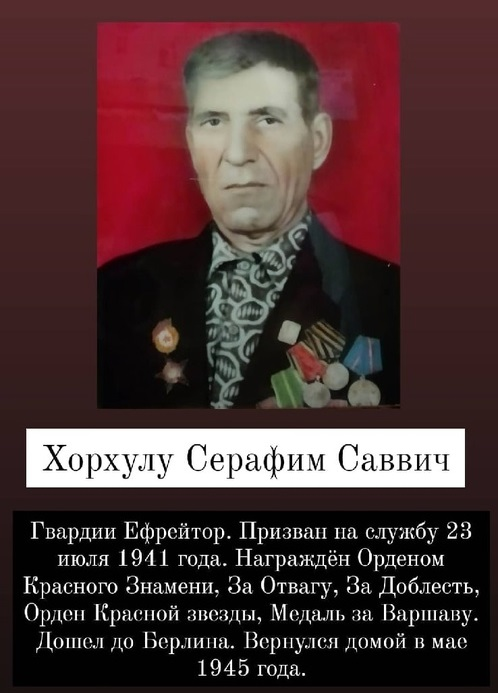 Хорхулу Серафим Саввич
Гвардии Ефрейтор. Призван на службу 23
июля 1941 года. Награждён Орденом
Красного Знамени, За Отвагу, За Доблесть,
Орден Красной звезды, Медаль за Варшаву.
Дошел до Берлина. Вернулся домой в мае
1945 года.